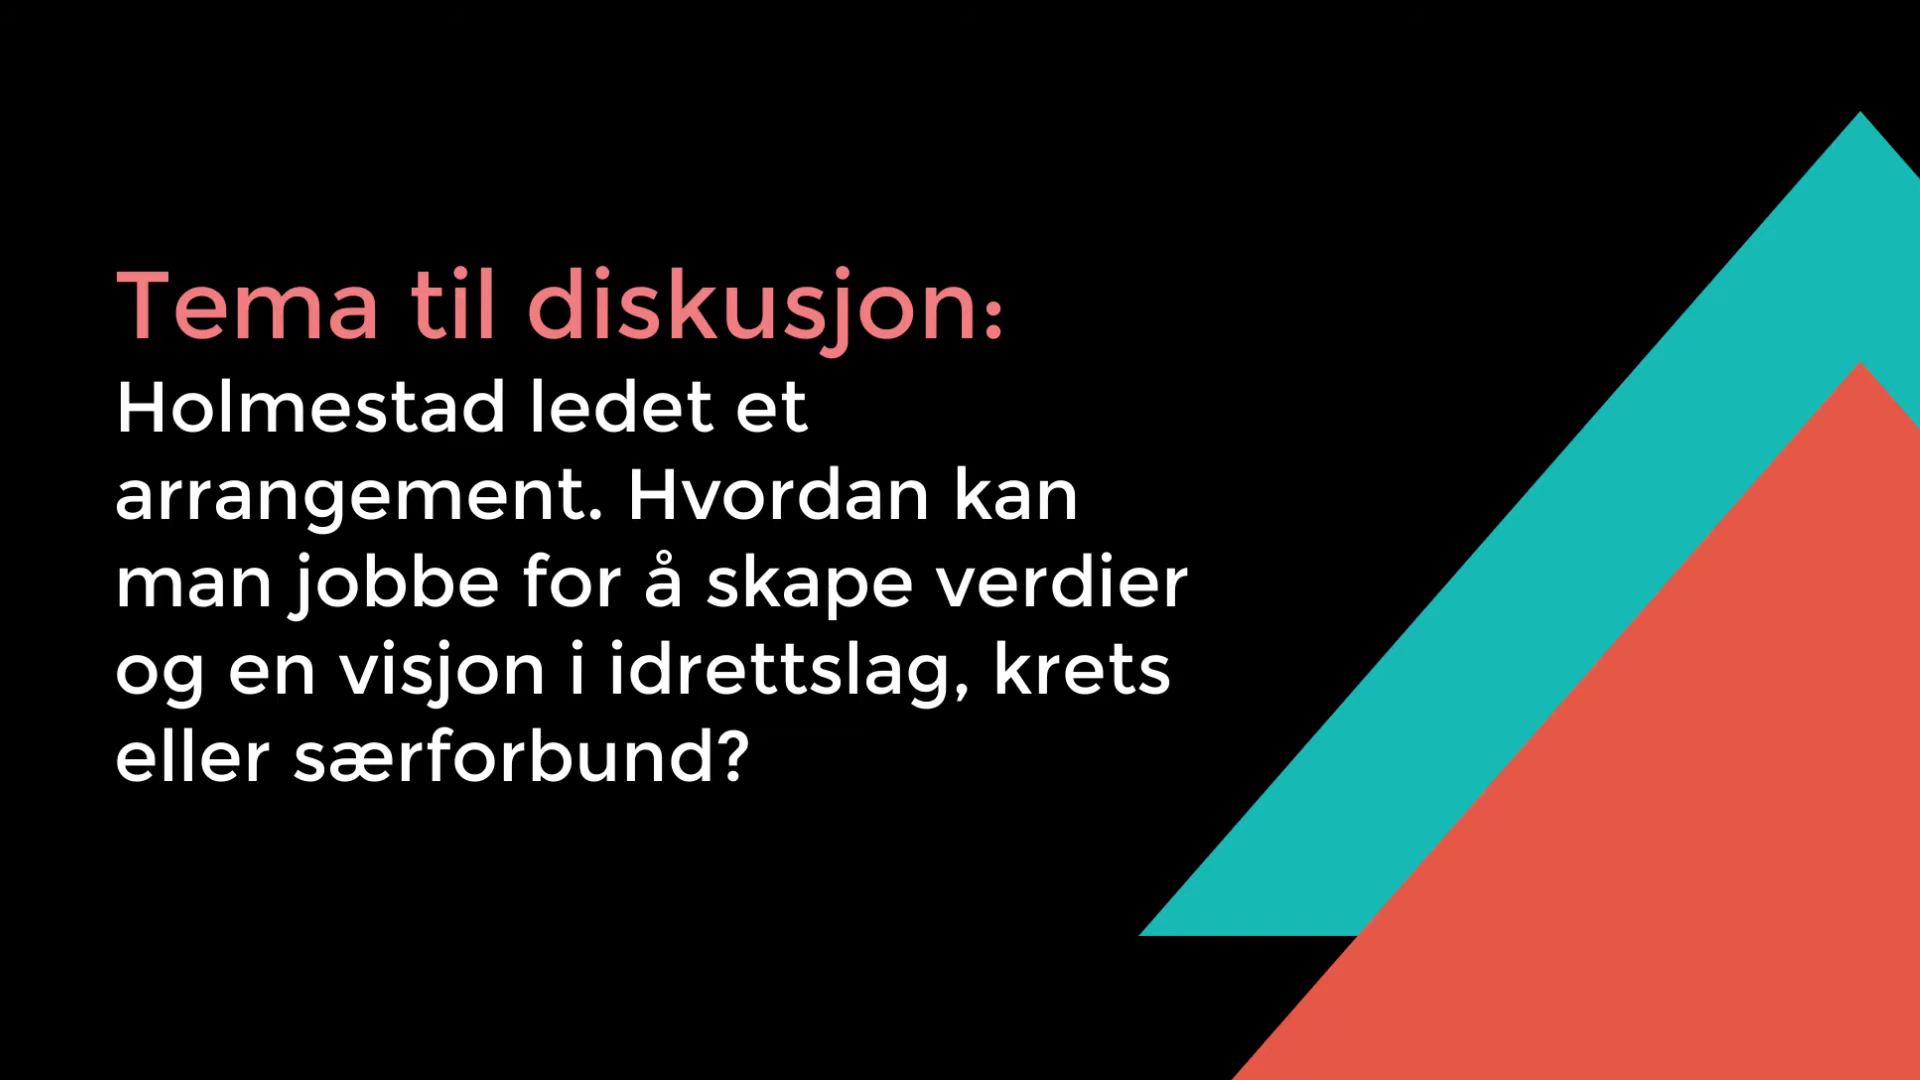 Tema til diskusjon:
Holmestad ledet et
arrangement. Hvordan kan
man jobbe for å skape verdier
og en visjon i idrettslag, krets
eller særforbund?